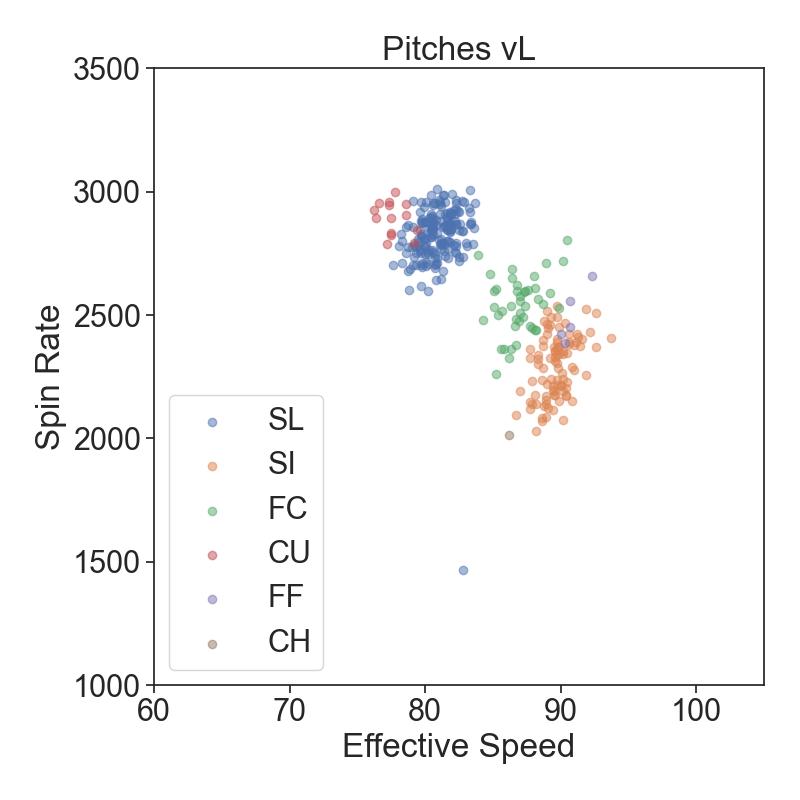 Pitches vL
3500
3000
2500
2000
1500
1000
Spin Rate
SL
SI
FC
CU
FF
CH
60 70 80 90 100
Effective Speed